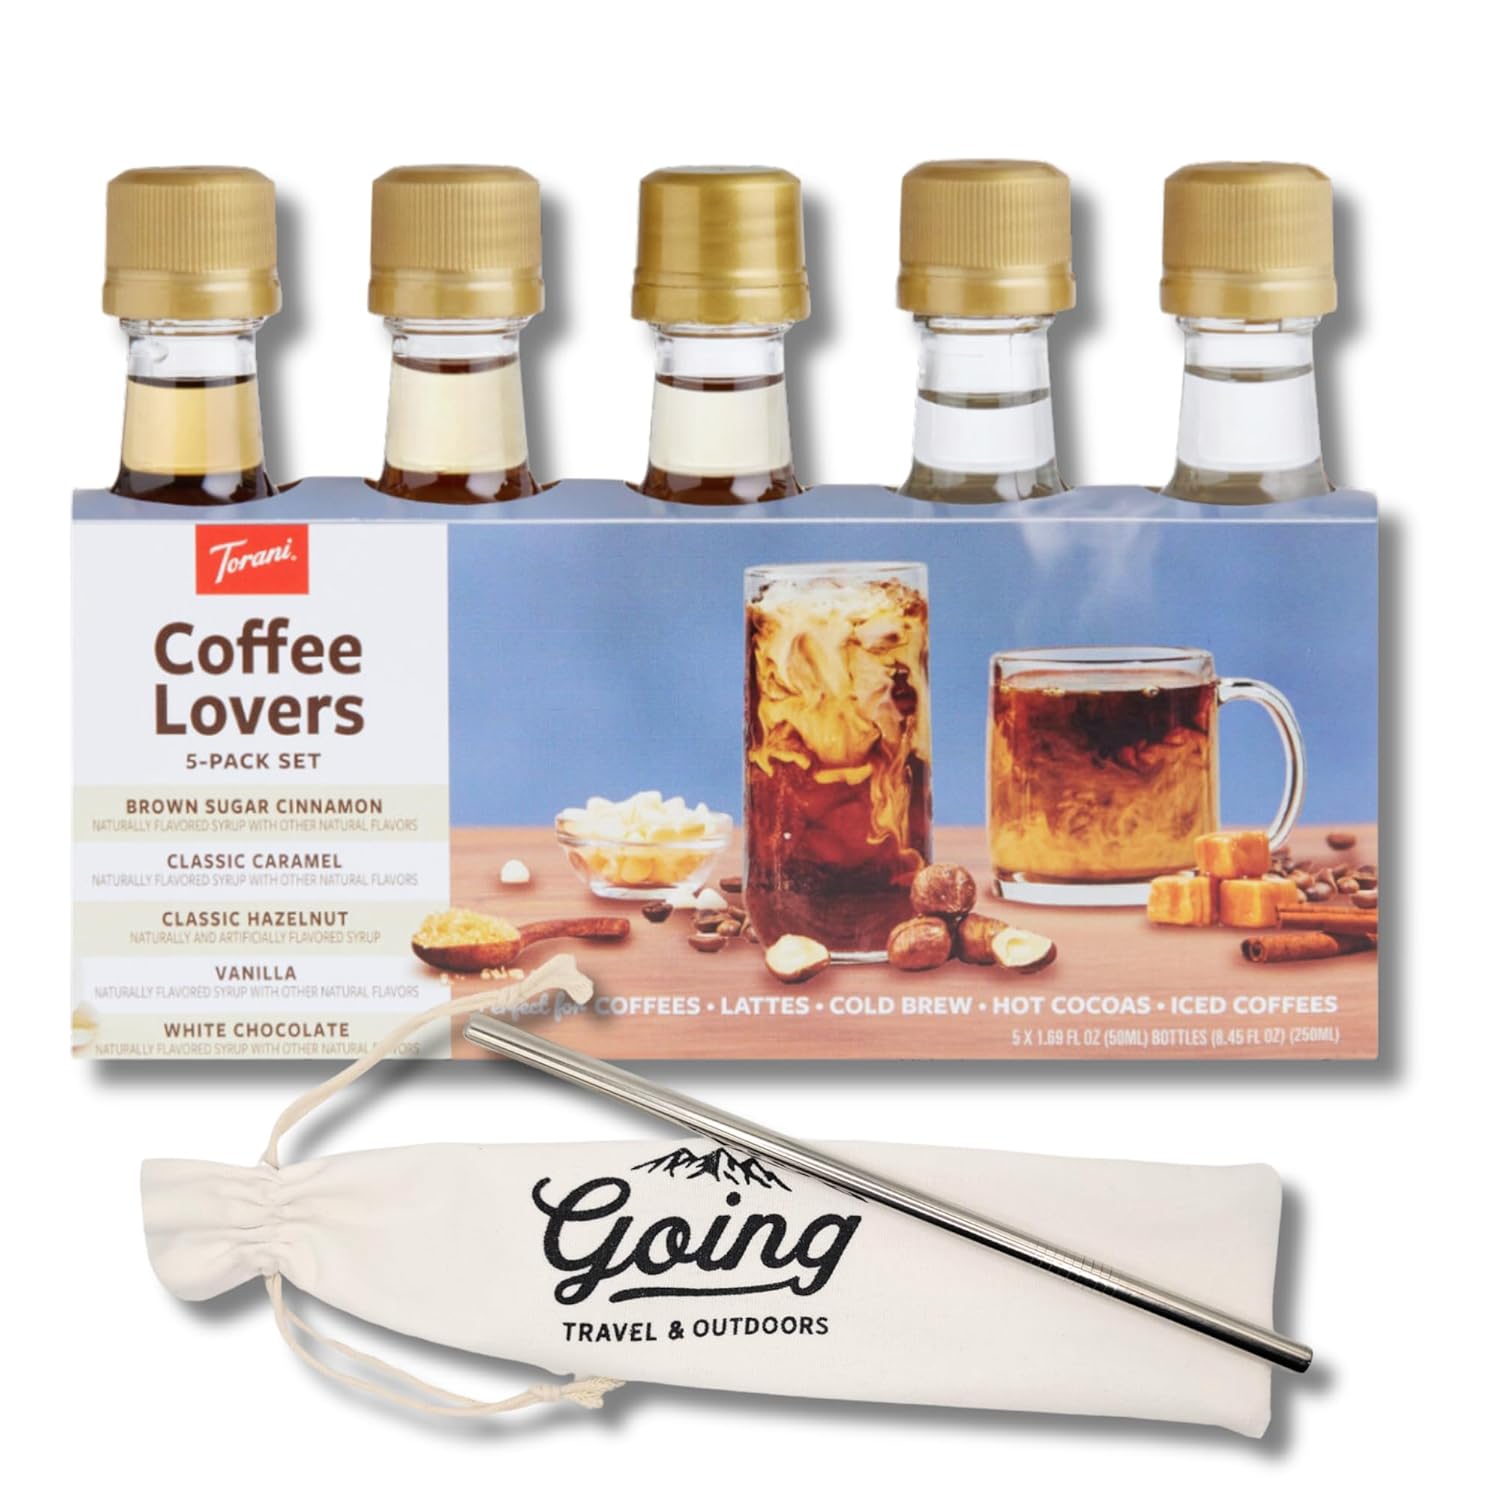 Torani®
Coffee
Lovers
5-PACK SET
BROWN SUGAR CINNAMON
NATURALLY FLAVORED SYRUP WITH OTHER NATURAL FLAVORS
CLASSIC CARAMEL
NATURALLY FLAVORED SYRUP WITH OTHER NATURAL FLAVORS
CLASSIC HAZELNUT
NATURALLY AND ARTIFICIALLY FLAVORED SYRUP
VANILLA
NATURALLY FLAVORED SYRUP WITH OTHER NATURAL FLAVORS
WHITE CHOCOLATE
NATURALLY FLAVORED SYRUP WITH OTHER NATURAL FLAVORS
Perfect for COFFEES • LATTES • COLD BREW • HOT COCOAS • ICED COFFEES
5 X 1.69 FL OZ (50ML) BOTTLES (8.45 FL OZ) (250ML)
Going
TRAVEL & OUTDOORS